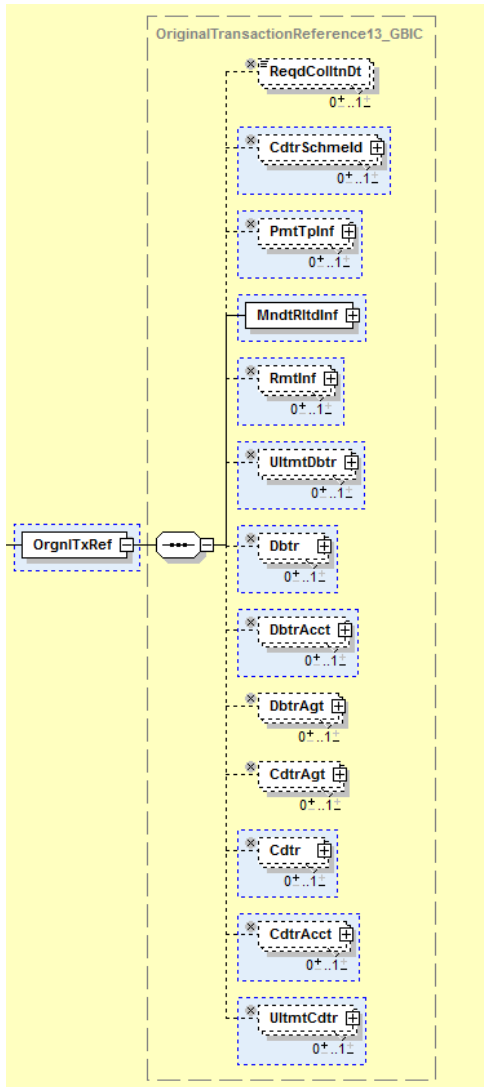 OriginalTransactionReference13_GBIC
ReqdColltnDt
0±..1±
CdtrSchmeId
0±..1±
PmtTpInf
0±..1±
MndtRltdInf
RmtInf
0±..1±
UltmtDbtr
0±..1±
OrgnlTxRef
Dbtr
0±..1±
DbtrAcct
0±..1±
DbtrAgt
0±..1±
CdtrAgt
0±..1±
Cdtr
0±..1±
CdtrAcct
0±..1±
UltmtCdtr
0±..1±